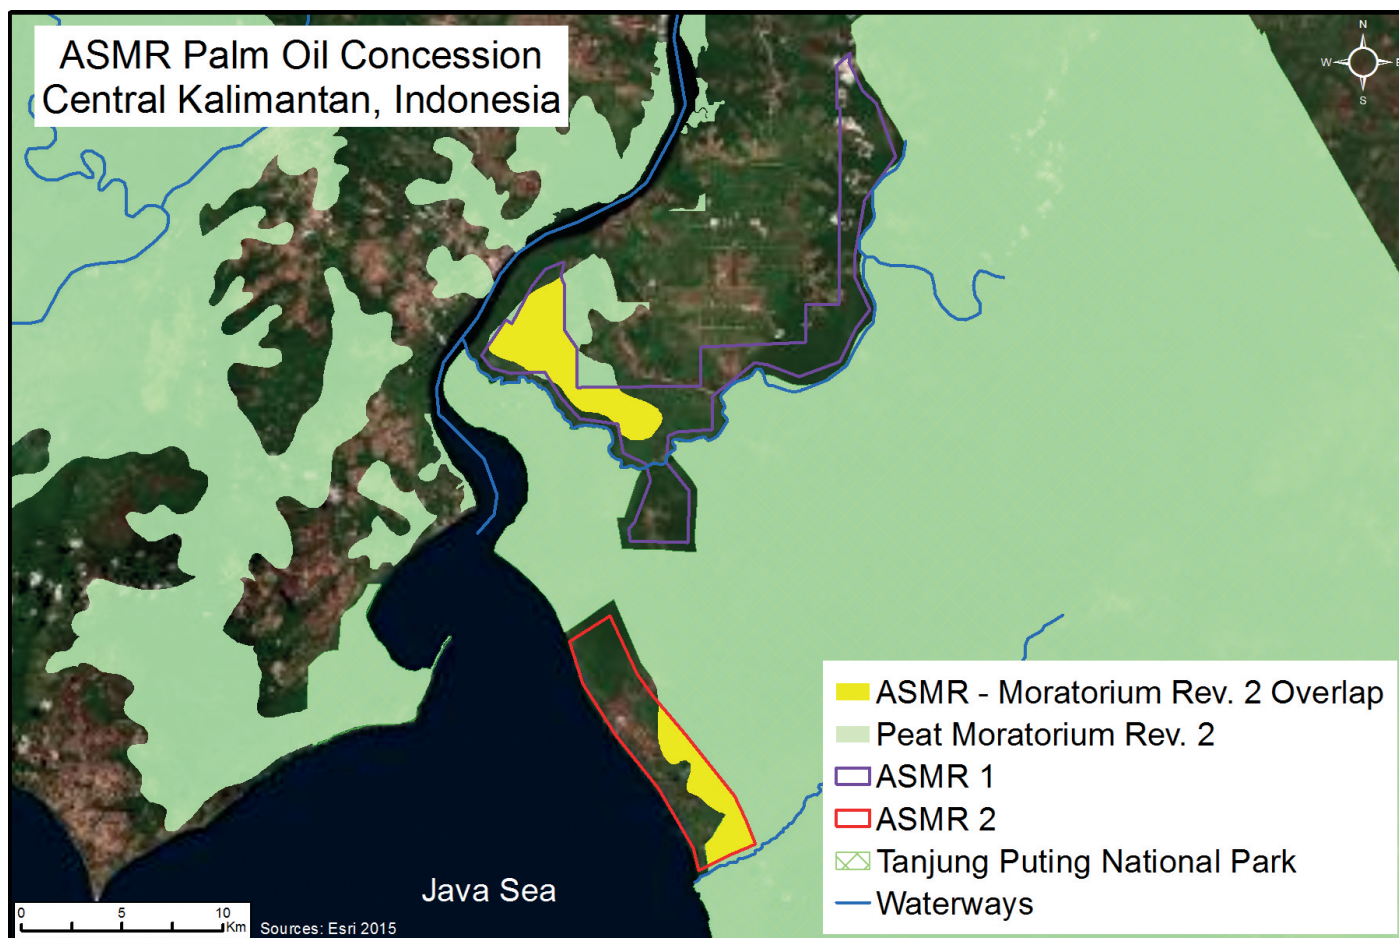 ASMR Palm Oil Concession
Central Kalimantan, Indonesia
N
W
E
S
ASMR - Moratorium Rev. 2 Overlap
Peat Moratorium Rev. 2
ASMR 1
ASMR 2
Tanjung Puting National Park
Waterways
Java Sea
0 5 10
Km
Sources: Esri 2015